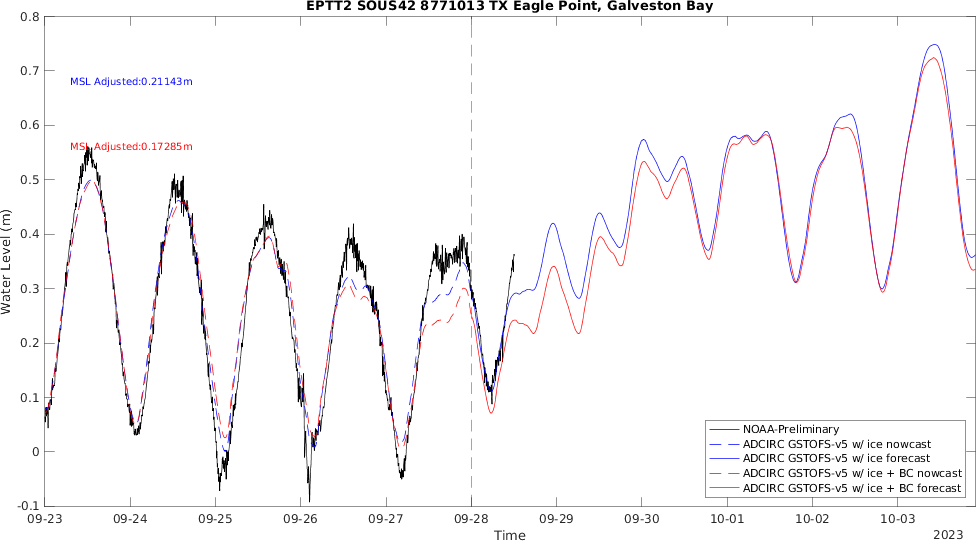 EPTT2 SOUS42 8771013 TX Eagle Point, Galveston Bay
0.8
0.7
0.6
0.5
0.4
0.3
0.2
0.1
0
-0.1
Water Level (m)
MSL Adjusted:0.21143m
MSL Adjusted:0.17285m
NOAA-Preliminary
ADCIRC GSTOFS-v5 w/ ice nowcast
ADCIRC GSTOFS-v5 w/ ice forecast
ADCIRC GSTOFS-v5 w/ ice + BC nowcast
ADCIRC GSTOFS-v5 w/ ice + BC forecast
09-23 09-24 09-25 09-26 09-27 09-28 09-29 09-30 10-01 10-02 10-03
Time
2023